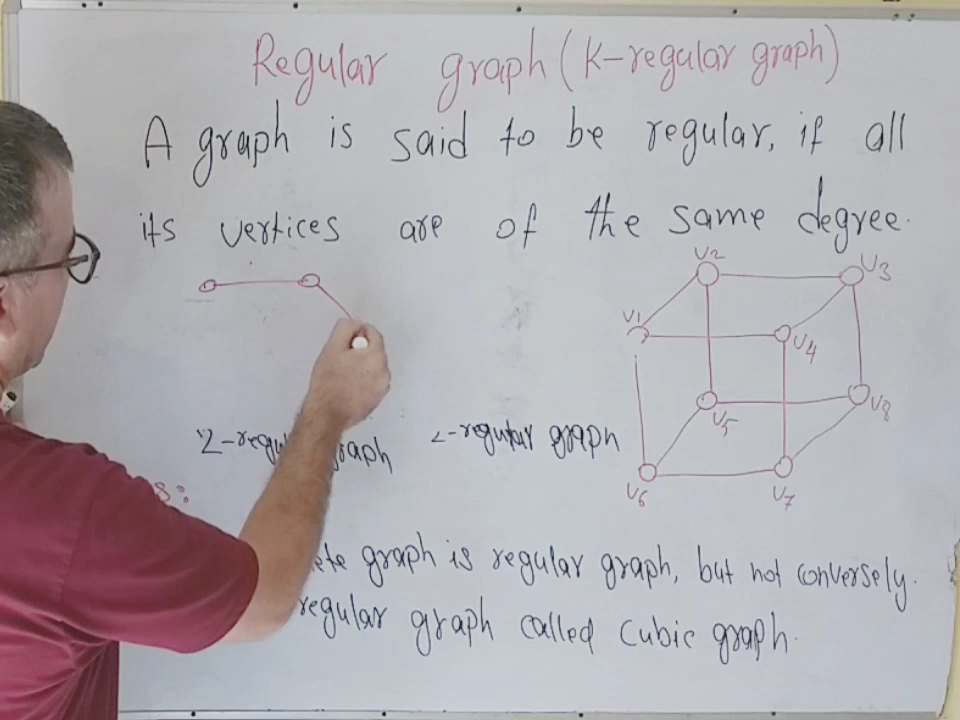 Regular graph (K-regular graph)
A graph is said to be regular, if all
its vertices are of the same degree.
V2
V3
V1
V4
V5
V8
2-regu graph -regular graph
V6
V7
s:
ete graph is regular graph, but not conversely.
regular graph called cubic graph.